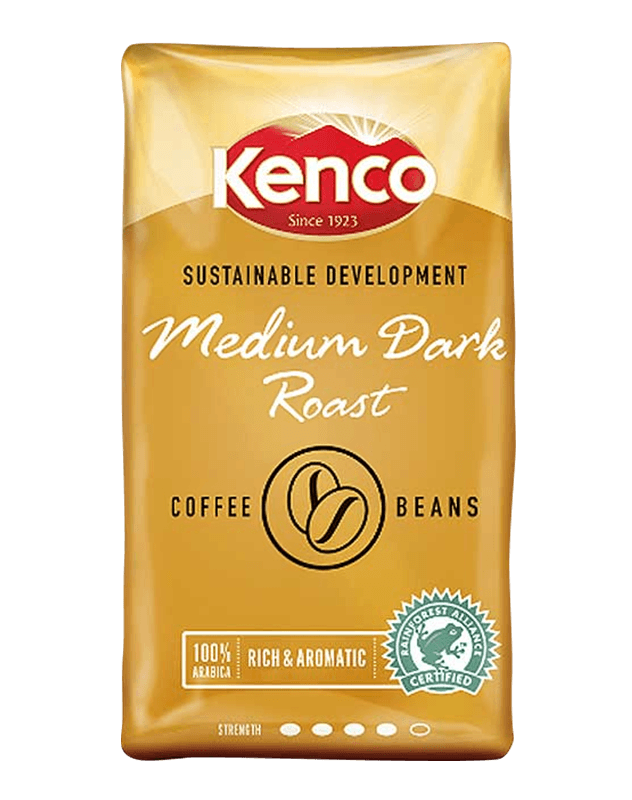 Kenco
Since 1923
SUSTAINABLE DEVELOPMENT
Medium Dark
Roast
COFFEE BEANS
100%
ARABICA
RICH & AROMATIC
RAINFOREST ALLIANCE
CERTIFIED
STRENGTH